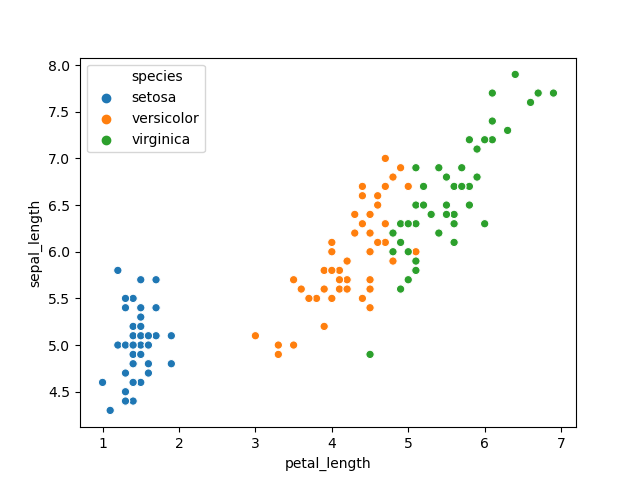 species
setosa
versicolor
virginica
8.0
7.5
7.0
6.5
6.0
5.5
5.0
4.5
sepal_length
1 2 3 4 5 6 7
petal_length